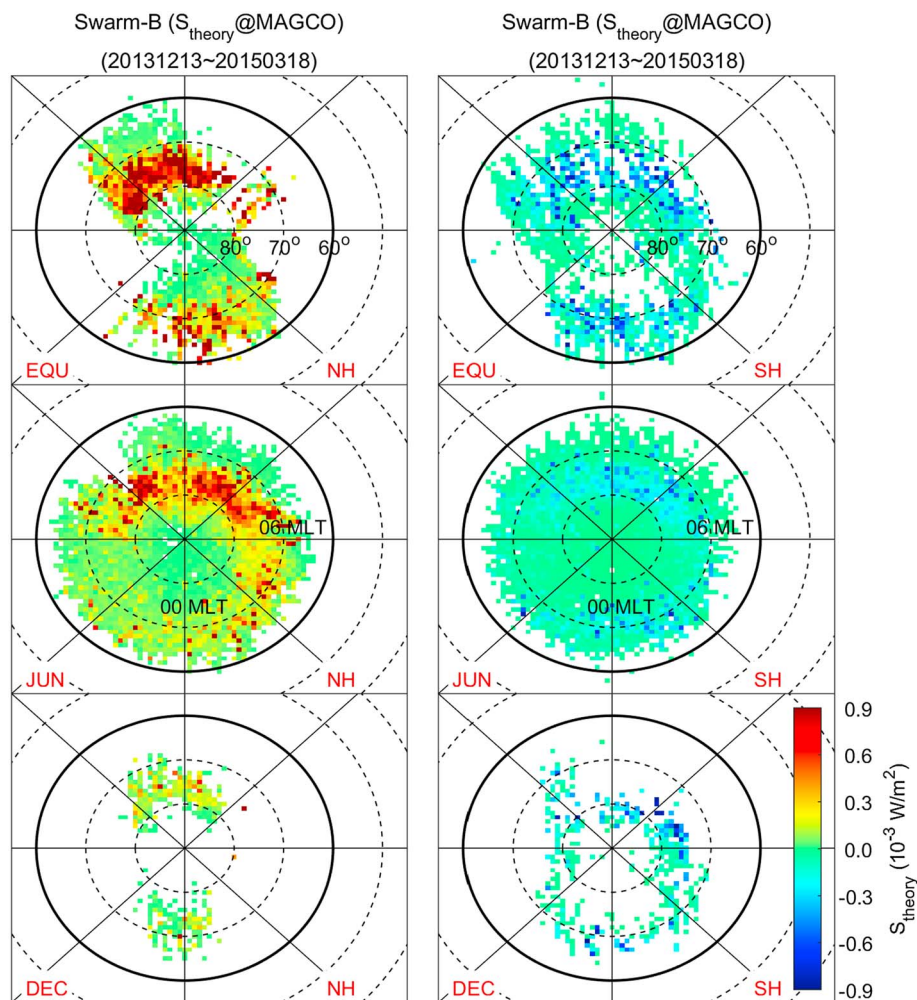 Swarm-B (S_theory@MAGCO)
(20131213~20150318)
Swarm-B (S_theory@MAGCO)
(20131213~20150318)
80° 70° 60°
EQU NH
80° 70° 60°
EQU SH
06 MLT
00 MLT
JUN NH
06 MLT
00 MLT
JUN SH
DEC NH
DEC SH
0.9
0.6
0.3
0.0
-0.3
-0.6
-0.9
S_theory (10⁻³ W/m²)